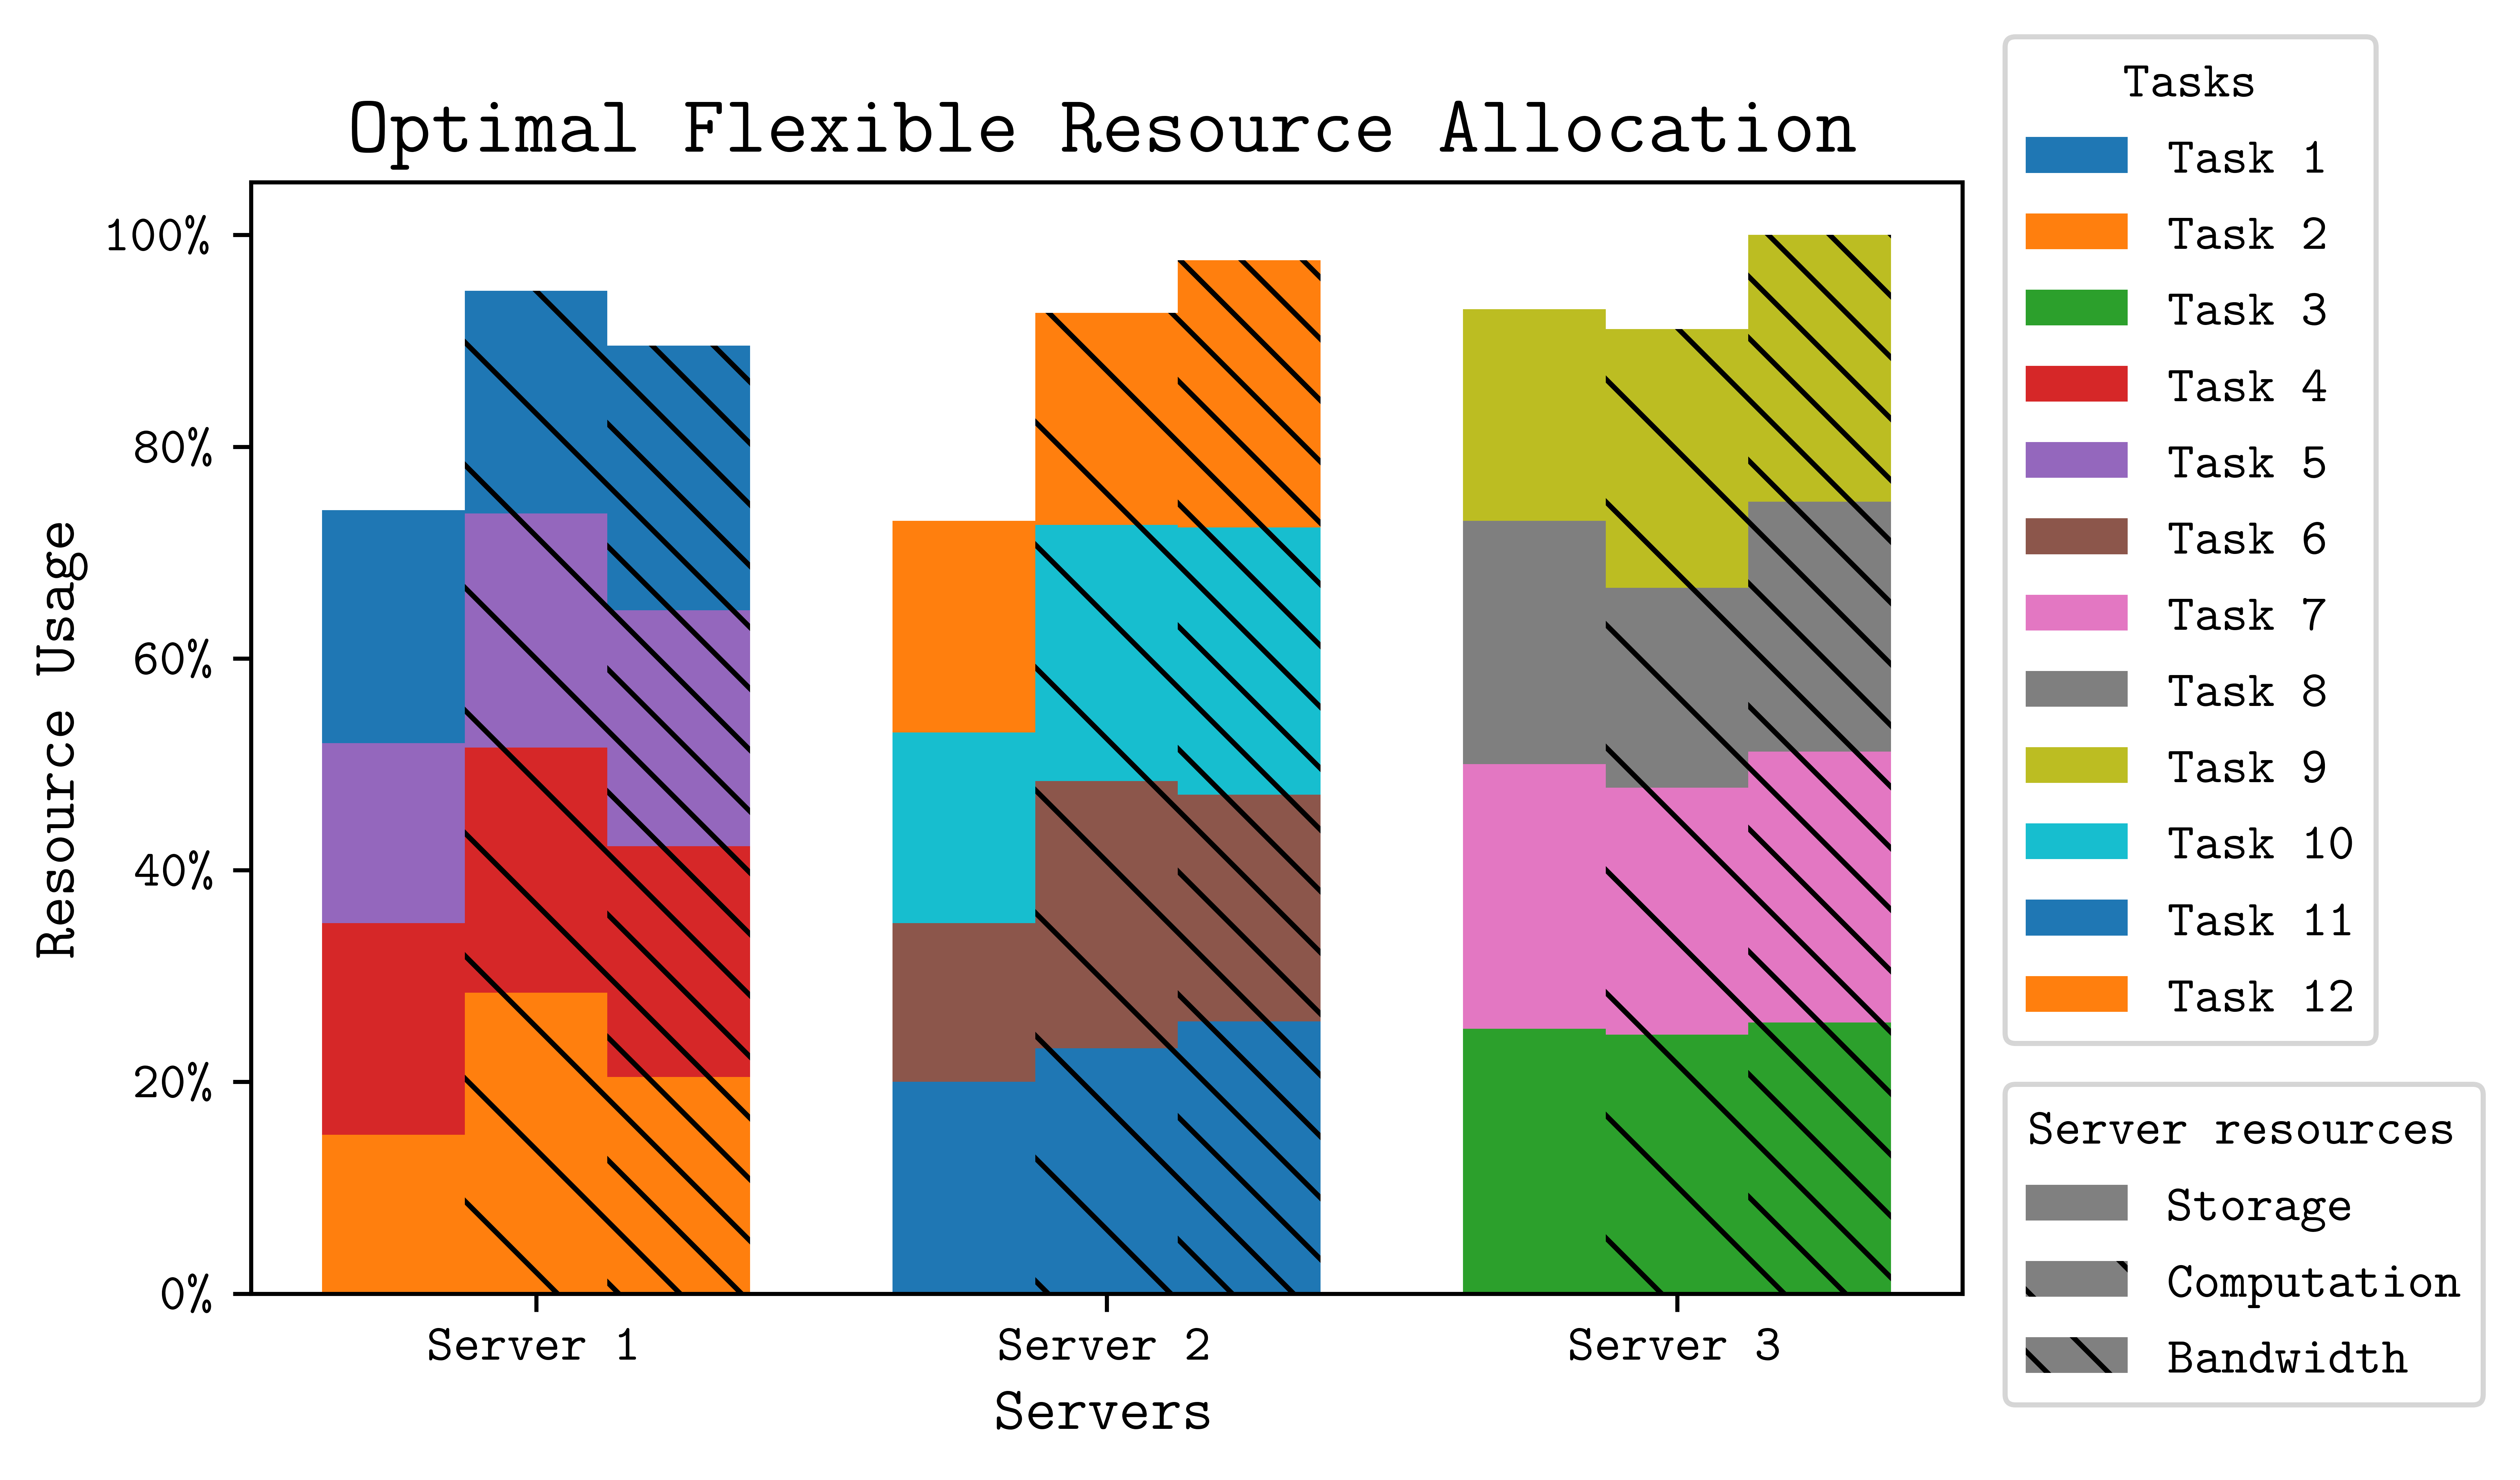 Optimal Flexible Resource Allocation
Resource Usage
100%
80%
60%
40%
20%
0%
Server 1
Server 2
Server 3
Servers
Tasks
Task 1
Task 2
Task 3
Task 4
Task 5
Task 6
Task 7
Task 8
Task 9
Task 10
Task 11
Task 12
Server resources
Storage
Computation
Bandwidth